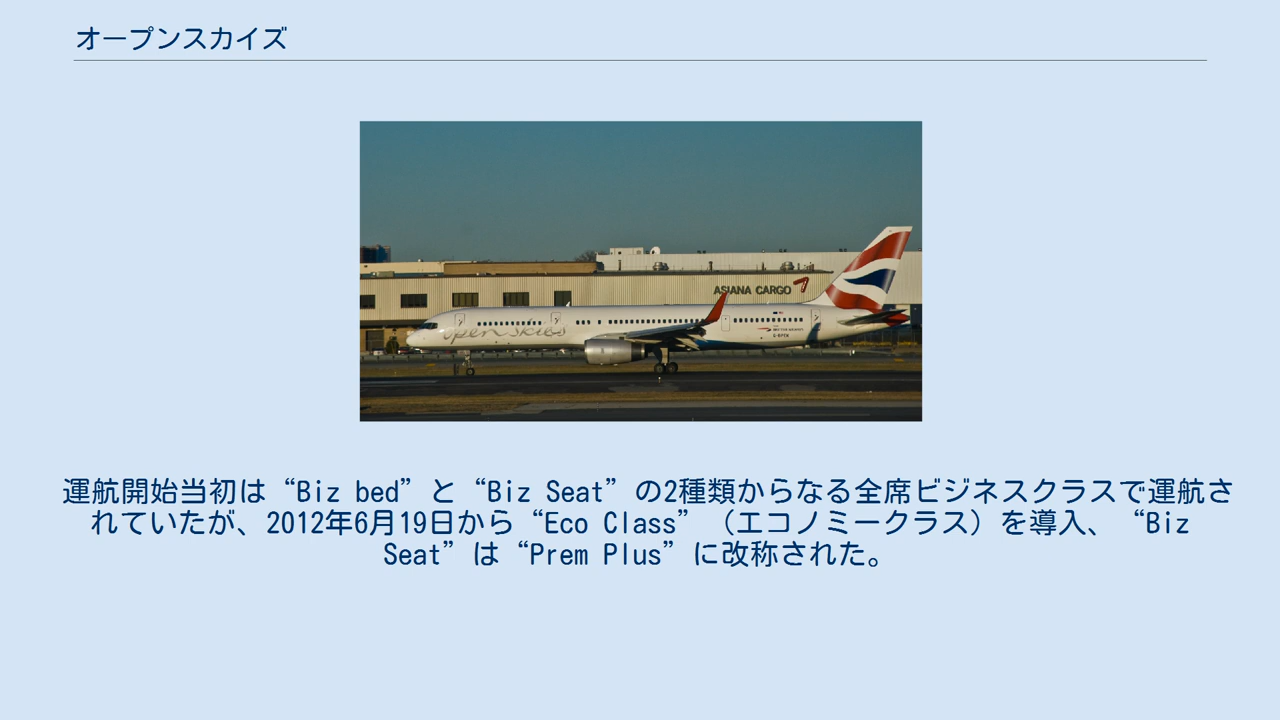 オープンスカイズ
ASIANA CARGO
openskies
運航開始当初は“Biz bed”と“Biz Seat”の2種類からなる全席ビジネスクラスで運航さ
れていたが、2012年6月19日から“Eco Class”（エコノミークラス）を導入、“Biz
Seat”は“Prem Plus”に改称された。